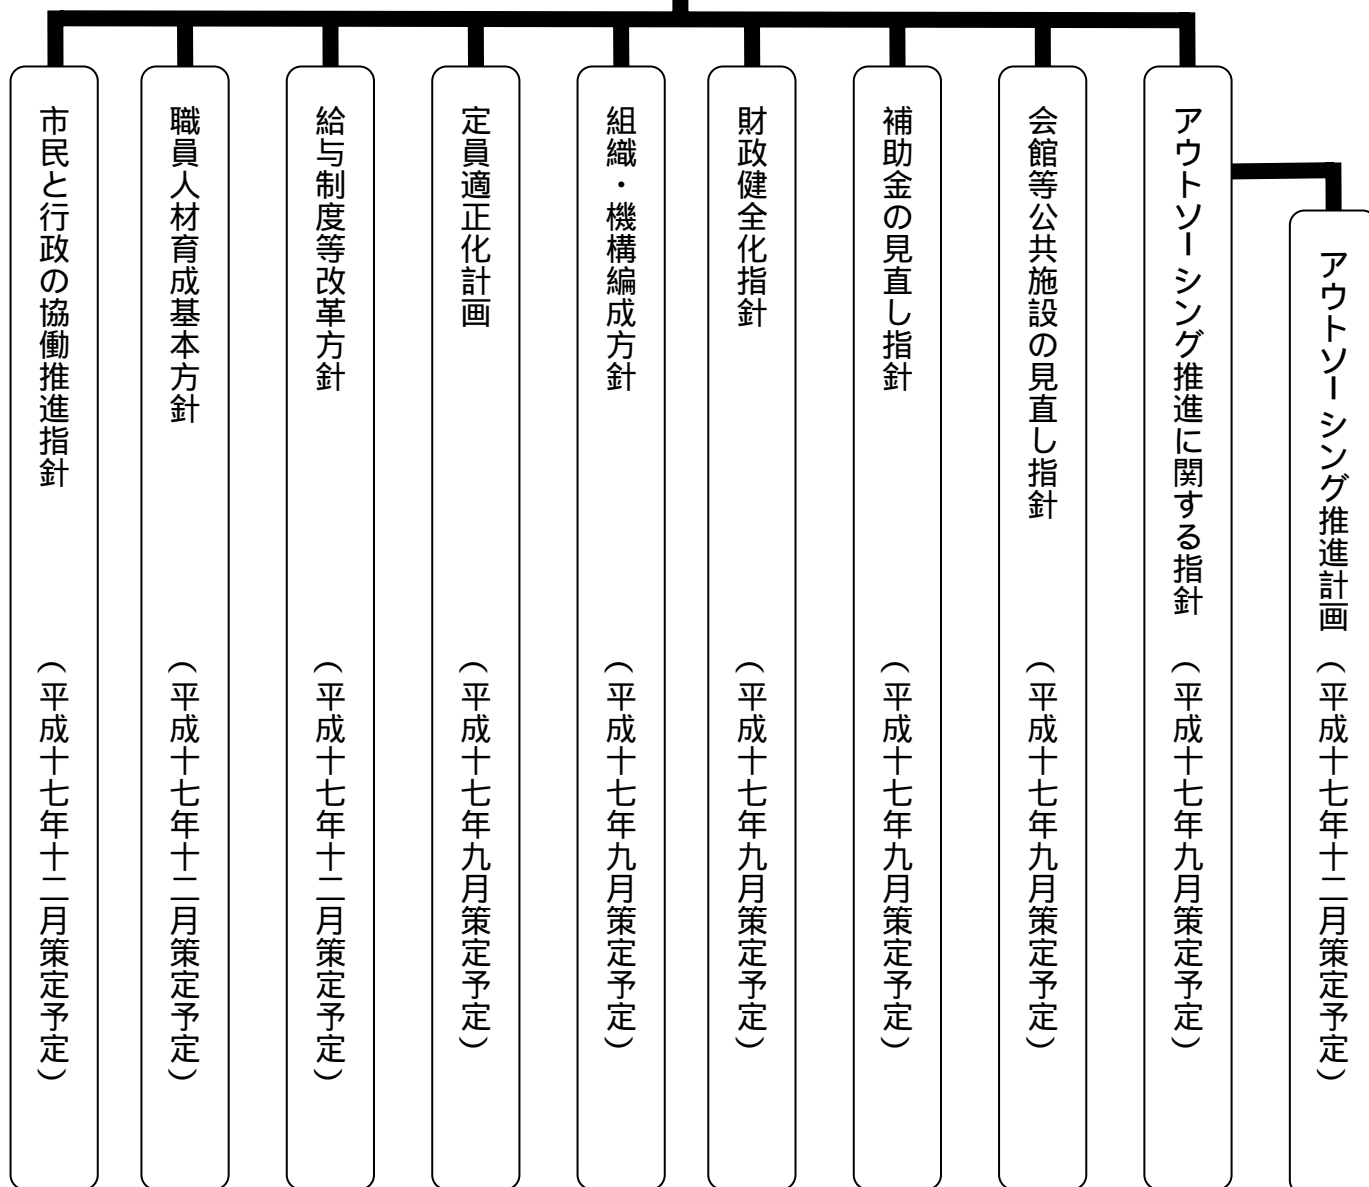 アウトソーシング推進計画（平成十七年十二月策定予定）
アウトソーシング推進に関する指針（平成十七年九月策定予定）
会館等公共施設の見直し指針（平成十七年九月策定予定）
補助金の見直し指針（平成十七年九月策定予定）
財政健全化指針（平成十七年九月策定予定）
組織・機構編成方針（平成十七年九月策定予定）
定員適正化計画（平成十七年九月策定予定）
給与制度等改革方針（平成十七年十二月策定予定）
職員人材育成基本方針（平成十七年十二月策定予定）
市民と行政の協働推進指針（平成十七年十二月策定予定）